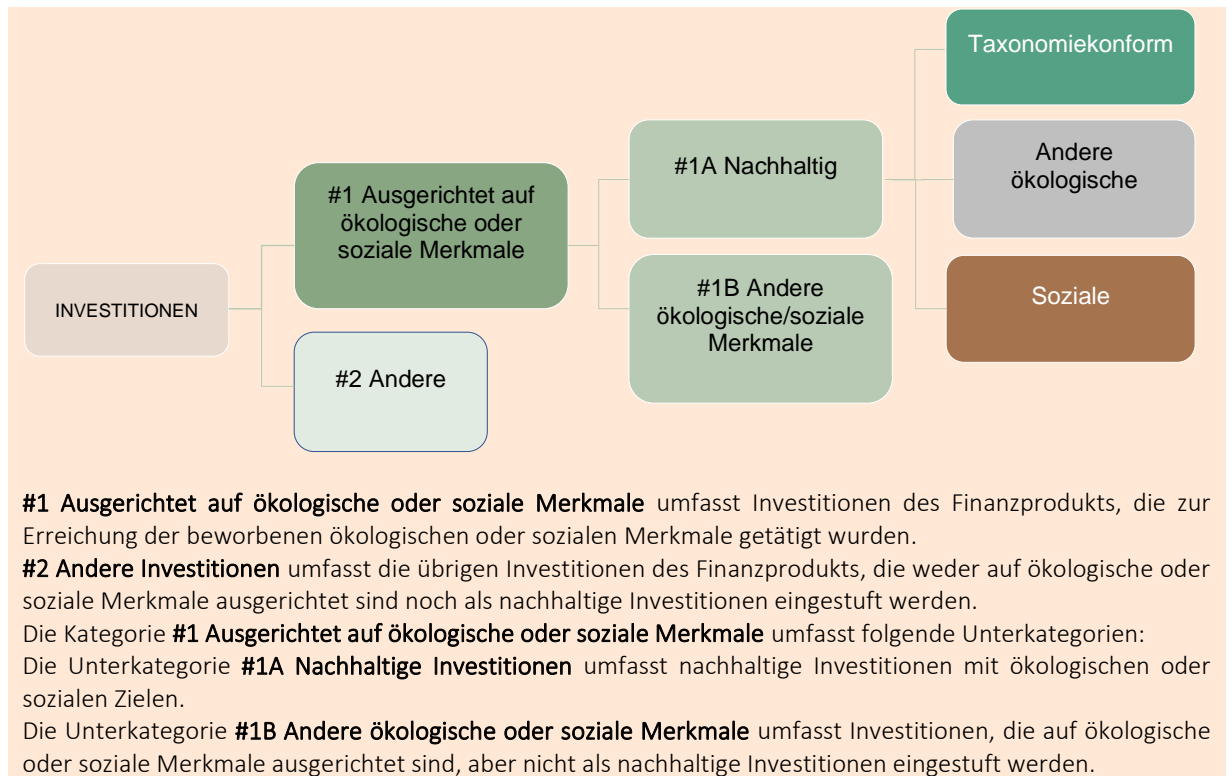 Taxonomiekonform
#1A Nachhaltig
Andere
ökologische
#1 Ausgerichtet auf
ökologische oder
soziale Merkmale
INVESTITIONEN
#1B Andere
ökologische/soziale
Merkmale
Soziale
#2 Andere
#1 Ausgerichtet auf ökologische oder soziale Merkmale umfasst Investitionen des Finanzprodukts, die zur
Erreichung der beworbenen ökologischen oder sozialen Merkmale getätigt wurden.
#2 Andere Investitionen umfasst die übrigen Investitionen des Finanzprodukts, die weder auf ökologische oder
soziale Merkmale ausgerichtet sind noch als nachhaltige Investitionen eingestuft werden.
Die Kategorie #1 Ausgerichtet auf ökologische oder soziale Merkmale umfasst folgende Unterkategorien:
Die Unterkategorie #1A Nachhaltige Investitionen umfasst nachhaltige Investitionen mit ökologischen oder
sozialen Zielen.
Die Unterkategorie #1B Andere ökologische oder soziale Merkmale umfasst Investitionen, die auf ökologische
oder soziale Merkmale ausgerichtet sind, aber nicht als nachhaltige Investitionen eingestuft werden.